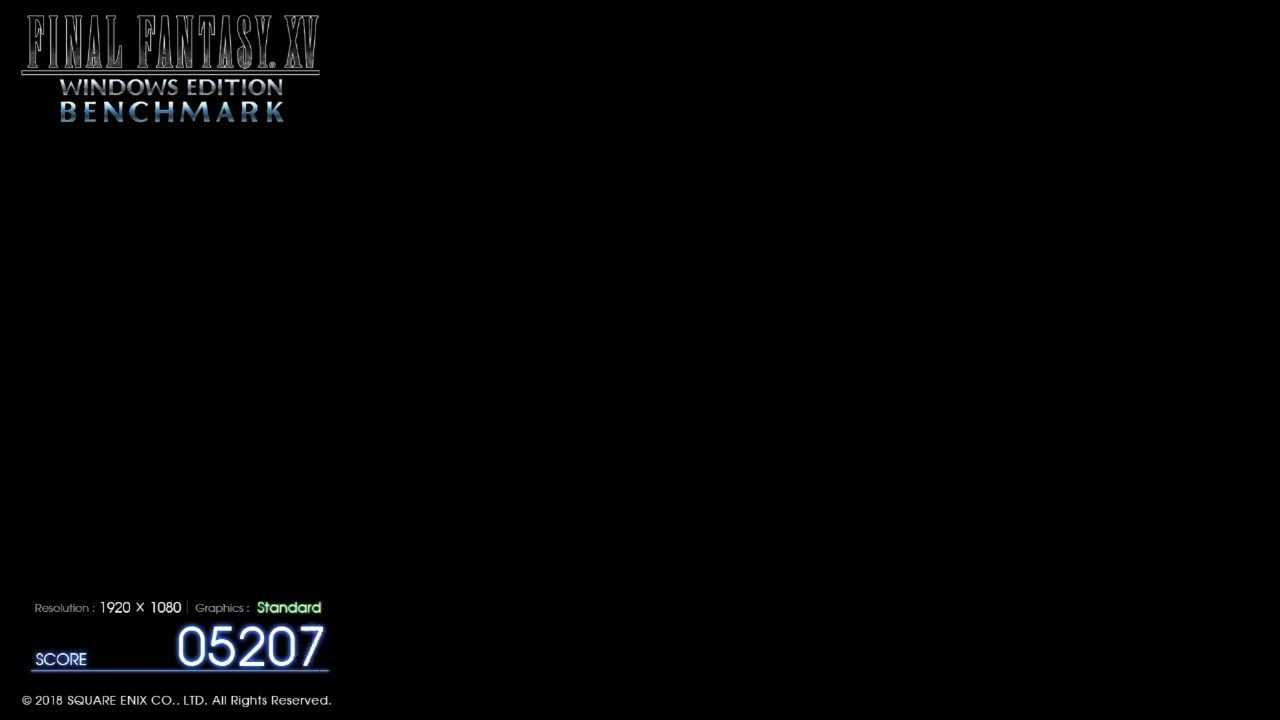 FINAL FANTASY® XV
WINDOWS EDITION
BENCHMARK
Resolution : 1920 X 1080 | Graphics : Standard
SCORE 05207
© 2018 SQUARE ENIX CO., LTD. All Rights Reserved.